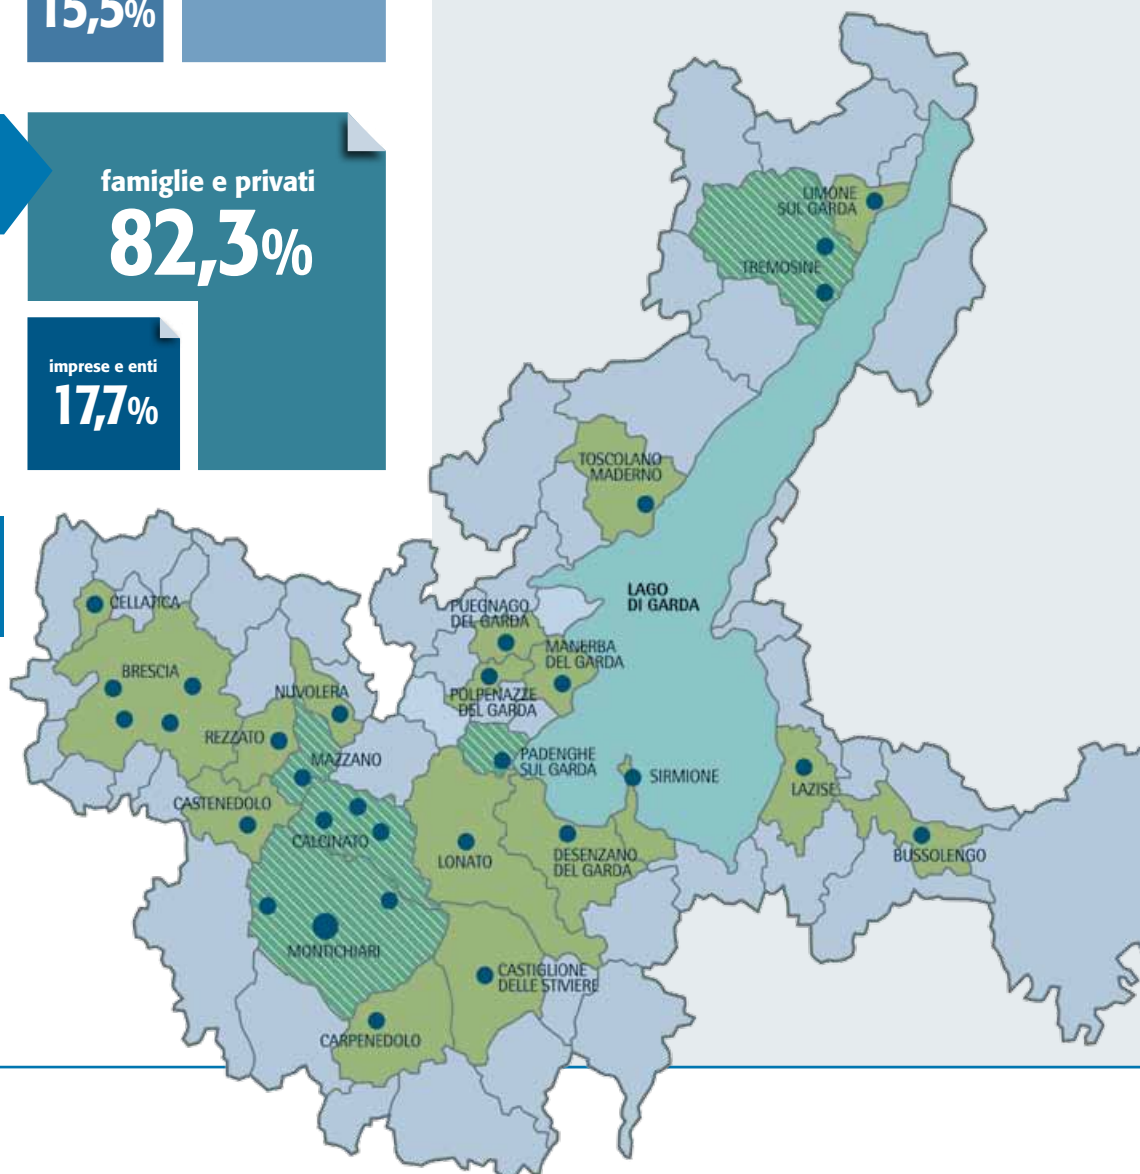 15,5%
famiglie e privati
82,3%
imprese e enti
17,7%
LIMONE
SUL GARDA
TREMOSINE
TOSCOLANO
MADERNO
LAGO
DI GARDA
CELLATICA
PUEGNAGO
DEL GARDA
MANERBA
DEL GARDA
BRESCIA
NUVOLERA
POLPENAZZE
DEL GARDA
REZZATO
MAZZANO
PADENGHE
SUL GARDA
SIRMIONE
LAZISE
CASTENEDOLO
CALCINATO
LONATO
DESENZANO
DEL GARDA
BUSSOLENGO
MONTICHIARI
CASTIGLIONE
DELLE STIVIERE
CARPENEDOLO